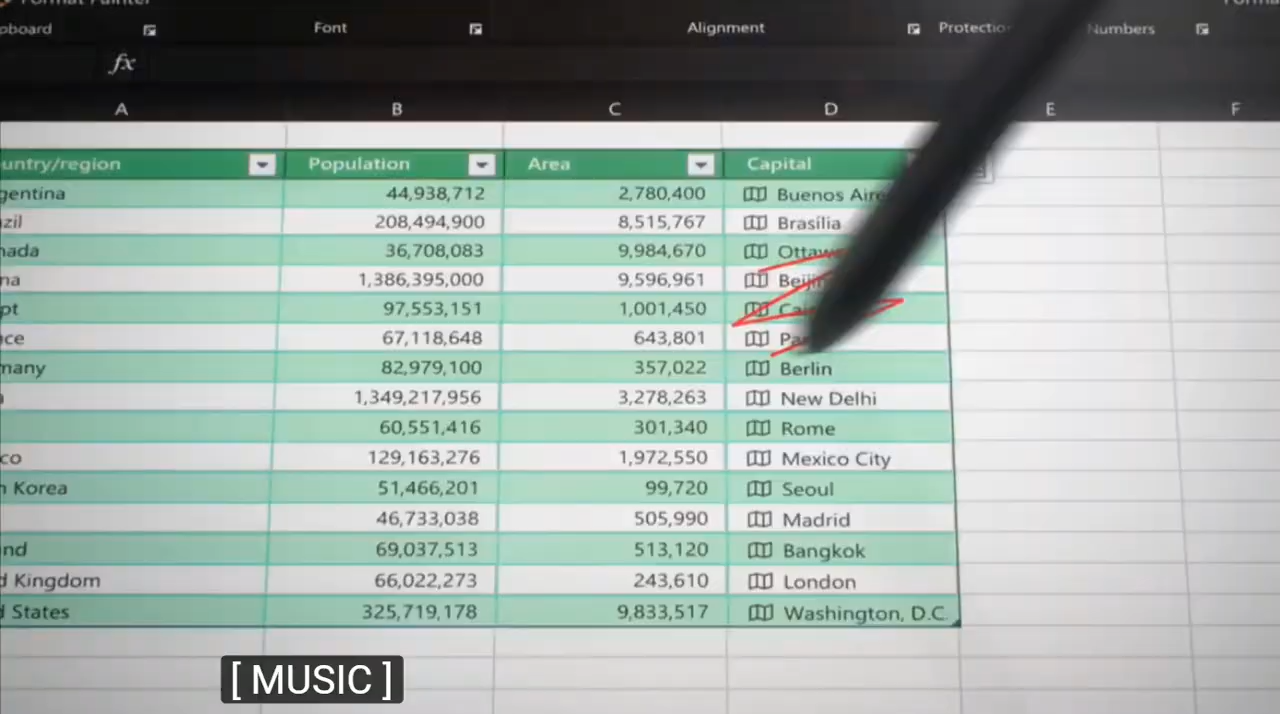 Format Painter
pboard Font Alignment Protection Numbers
fx
A B C D E F
untry/region Population Area Capital
gentina 44,938,712 2,780,400 Buenos Aire
zil 208,494,900 8,515,767 Brasília
nada 36,708,083 9,984,670 Ottawa
na 1,386,395,000 9,596,961 Beijin
pt 97,553,151 1,001,450 Cai
ce 67,118,648 643,801 Pa
many 82,979,100 357,022 Berlin
1,349,217,956 3,278,263 New Delhi
60,551,416 301,340 Rome
co 129,163,276 1,972,550 Mexico City
h Korea 51,466,201 99,720 Seoul
46,733,038 505,990 Madrid
and 69,037,513 513,120 Bangkok
d Kingdom 66,022,273 243,610 London
d States 325,719,178 9,833,517 Washington, D.C.
[ MUSIC ]